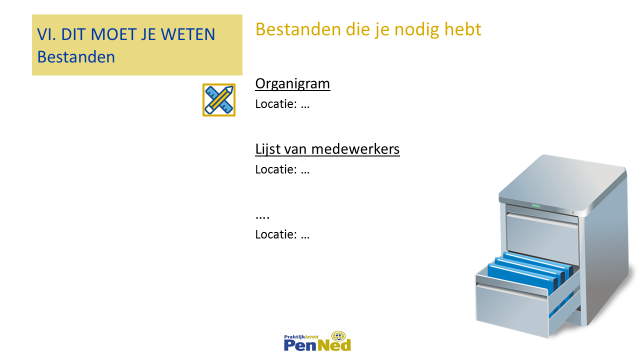 VI. DIT MOET JE WETEN
Bestanden
Bestanden die je nodig hebt
Organigram
Locatie: ...
Lijst van medewerkers
Locatie: ...
....
Locatie: ...
Praktijkleren
PenNed